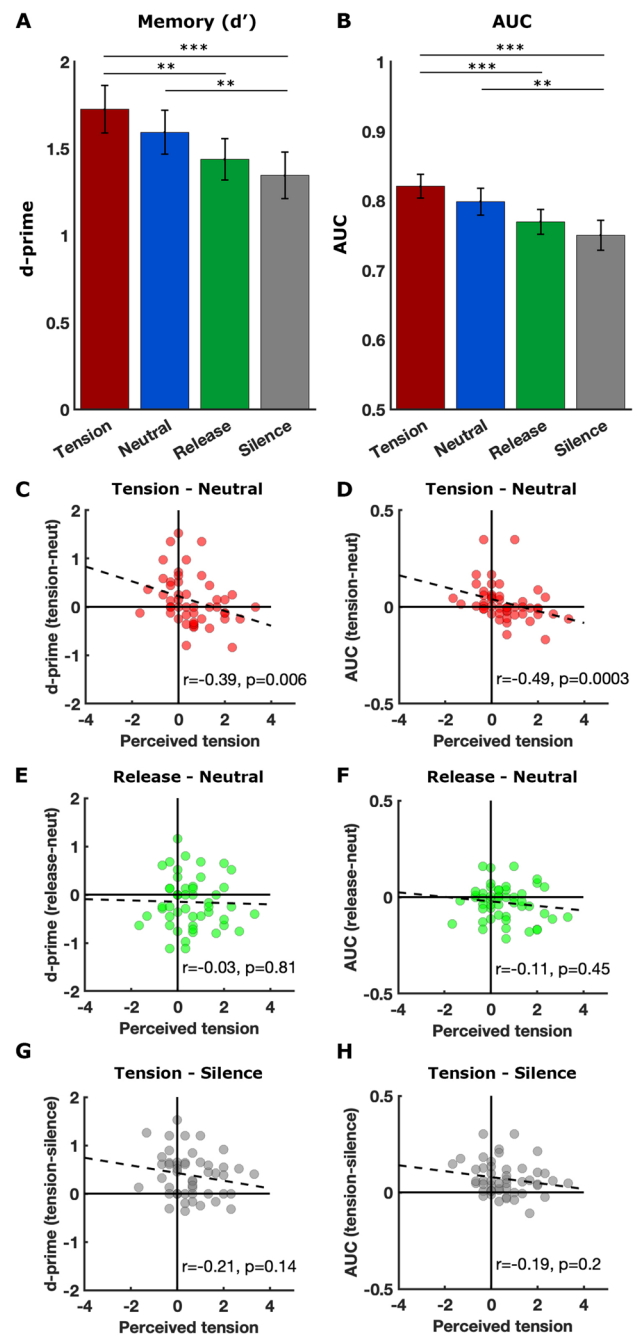 A Memory (d’) B AUC
*** ***
** ***
** **
2 1
1.5 0.9
d-prime 1 AUC 0.8
0.5 0.7
0.6
0 0.5
Tension Neutral Release Silence Tension Neutral Release Silence
C Tension - Neutral D Tension - Neutral
d-prime (tension-neut) AUC (tension-neut)
2 0.5
1
0 0
-1
-2 -0.5
r=-0.39, p=0.006 r=-0.49, p=0.0003
-4 -2 0 2 4 -4 -2 0 2 4
Perceived tension Perceived tension
E Release - Neutral F Release - Neutral
d-prime (release-neut) AUC (release-neut)
2 0.5
1
0 0
-1
-2 -0.5
r=-0.03, p=0.81 r=-0.11, p=0.45
-4 -2 0 2 4 -4 -2 0 2 4
Perceived tension Perceived tension
G Tension - Silence H Tension - Silence
d-prime (tension-silence) AUC (tension-silence)
2 0.5
1
0 0
-1
-2 -0.5
r=-0.21, p=0.14 r=-0.19, p=0.2
-4 -2 0 2 4 -4 -2 0 2 4
Perceived tension Perceived tension